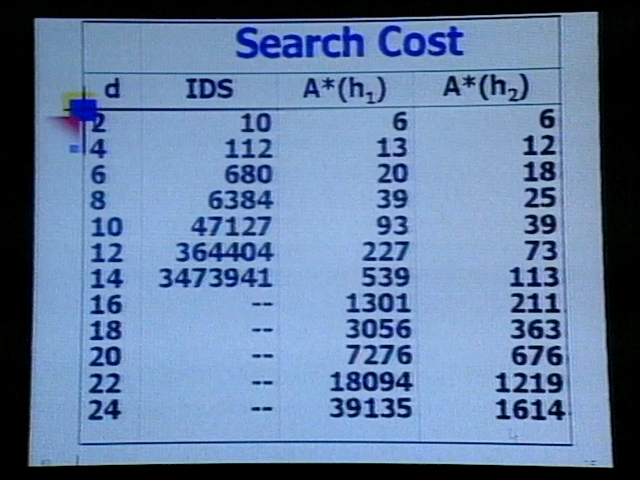 Search Cost
d IDS A*(h1) A*(h2)
2 10 6 6
4 112 13 12
6 680 20 18
8 6384 39 25
10 47127 93 39
12 364404 227 73
14 3473941 539 113
16 -- 1301 211
18 -- 3056 363
20 -- 7276 676
22 -- 18094 1219
24 -- 39135 1614